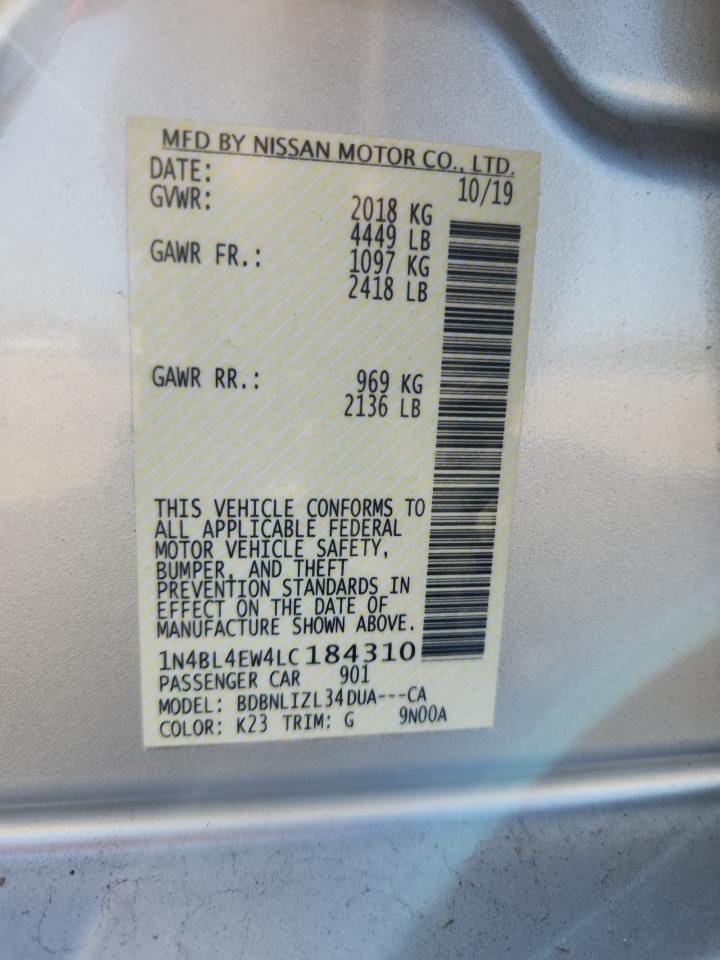 MFD BY NISSAN MOTOR CO., LTD.
DATE: 10/19
GVWR: 2018 KG
4449 LB
GAWR FR.: 1097 KG
2418 LB
GAWR RR.: 969 KG
2136 LB
THIS VEHICLE CONFORMS TO
ALL APPLICABLE FEDERAL
MOTOR VEHICLE SAFETY,
BUMPER, AND THEFT
PREVENTION STANDARDS IN
EFFECT ON THE DATE OF
MANUFACTURE SHOWN ABOVE.
1N4BL4EW4LC184310
PASSENGER CAR 901
MODEL: BDBNLIZL34DUA---CA
COLOR: K23 TRIM: G 9N00A